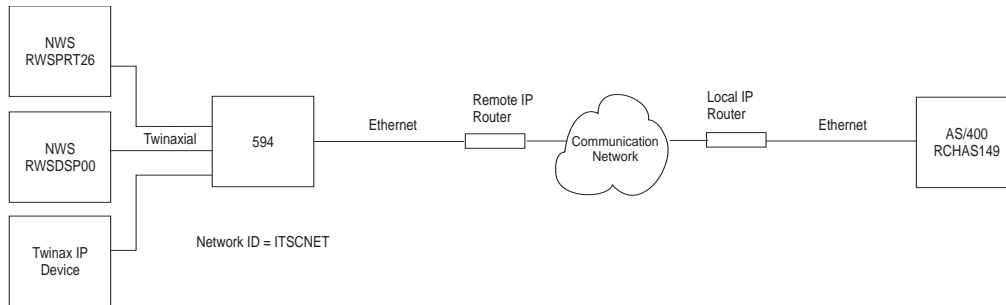 NWS
RWSPRT26
NWS
RWSDSP00
Twinax IP
Device
Twinaxial
594
Ethernet
Remote IP
Router
Communication
Network
Local IP
Router
Ethernet
AS/400
RCHAS149
Network ID = ITSCNET